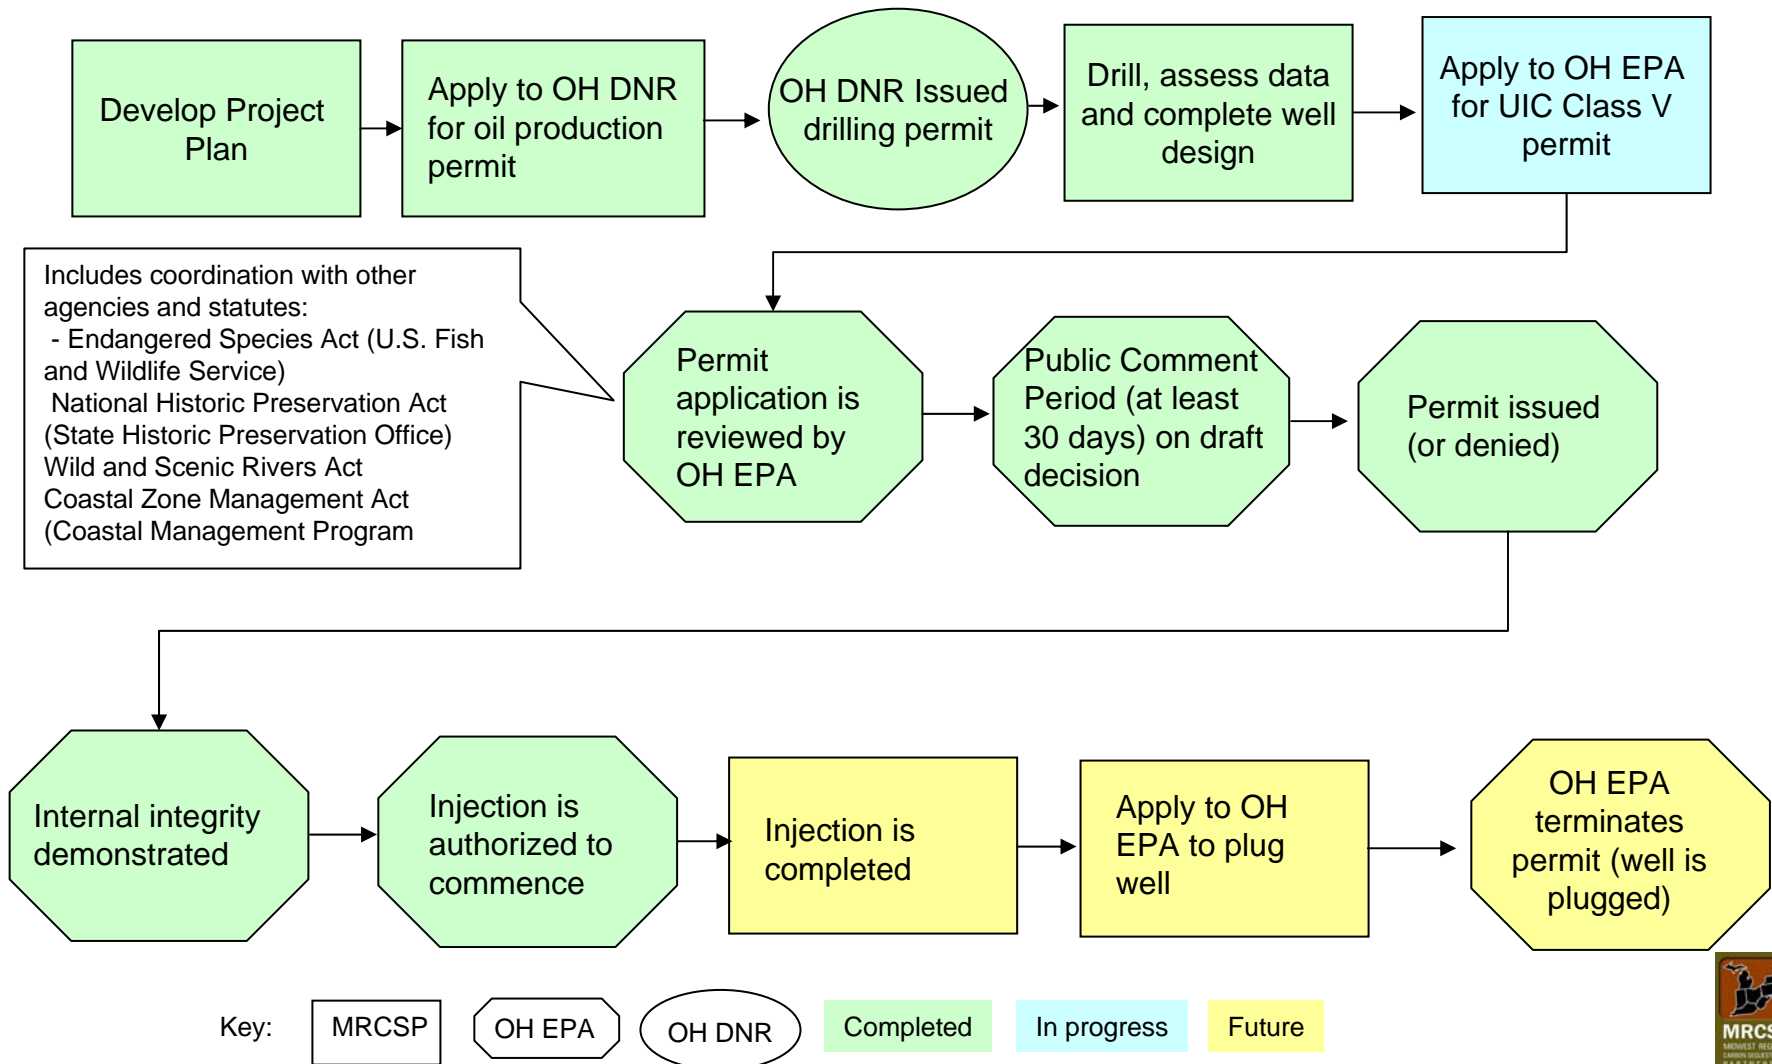 Develop Project
Plan
Apply to OH DNR
for oil production
permit
OH DNR Issued
drilling permit
Drill, assess data
and complete well
design
Apply to OH EPA
for UIC Class V
permit
Includes coordination with other
agencies and statutes:
- Endangered Species Act (U.S. Fish
and Wildlife Service)
National Historic Preservation Act
(State Historic Preservation Office)
Wild and Scenic Rivers Act
Coastal Zone Management Act
(Coastal Management Program
Permit
application is
reviewed by
OH EPA
Public Comment
Period (at least
30 days) on draft
decision
Permit issued
(or denied)
Internal integrity
demonstrated
Injection is
authorized to
commence
Injection is
completed
Apply to OH
EPA to plug
well
OH EPA
terminates
permit (well is
plugged)
Key:
MRCSP
OH EPA
OH DNR
Completed
In progress
Future
MRCS
MIDWEST